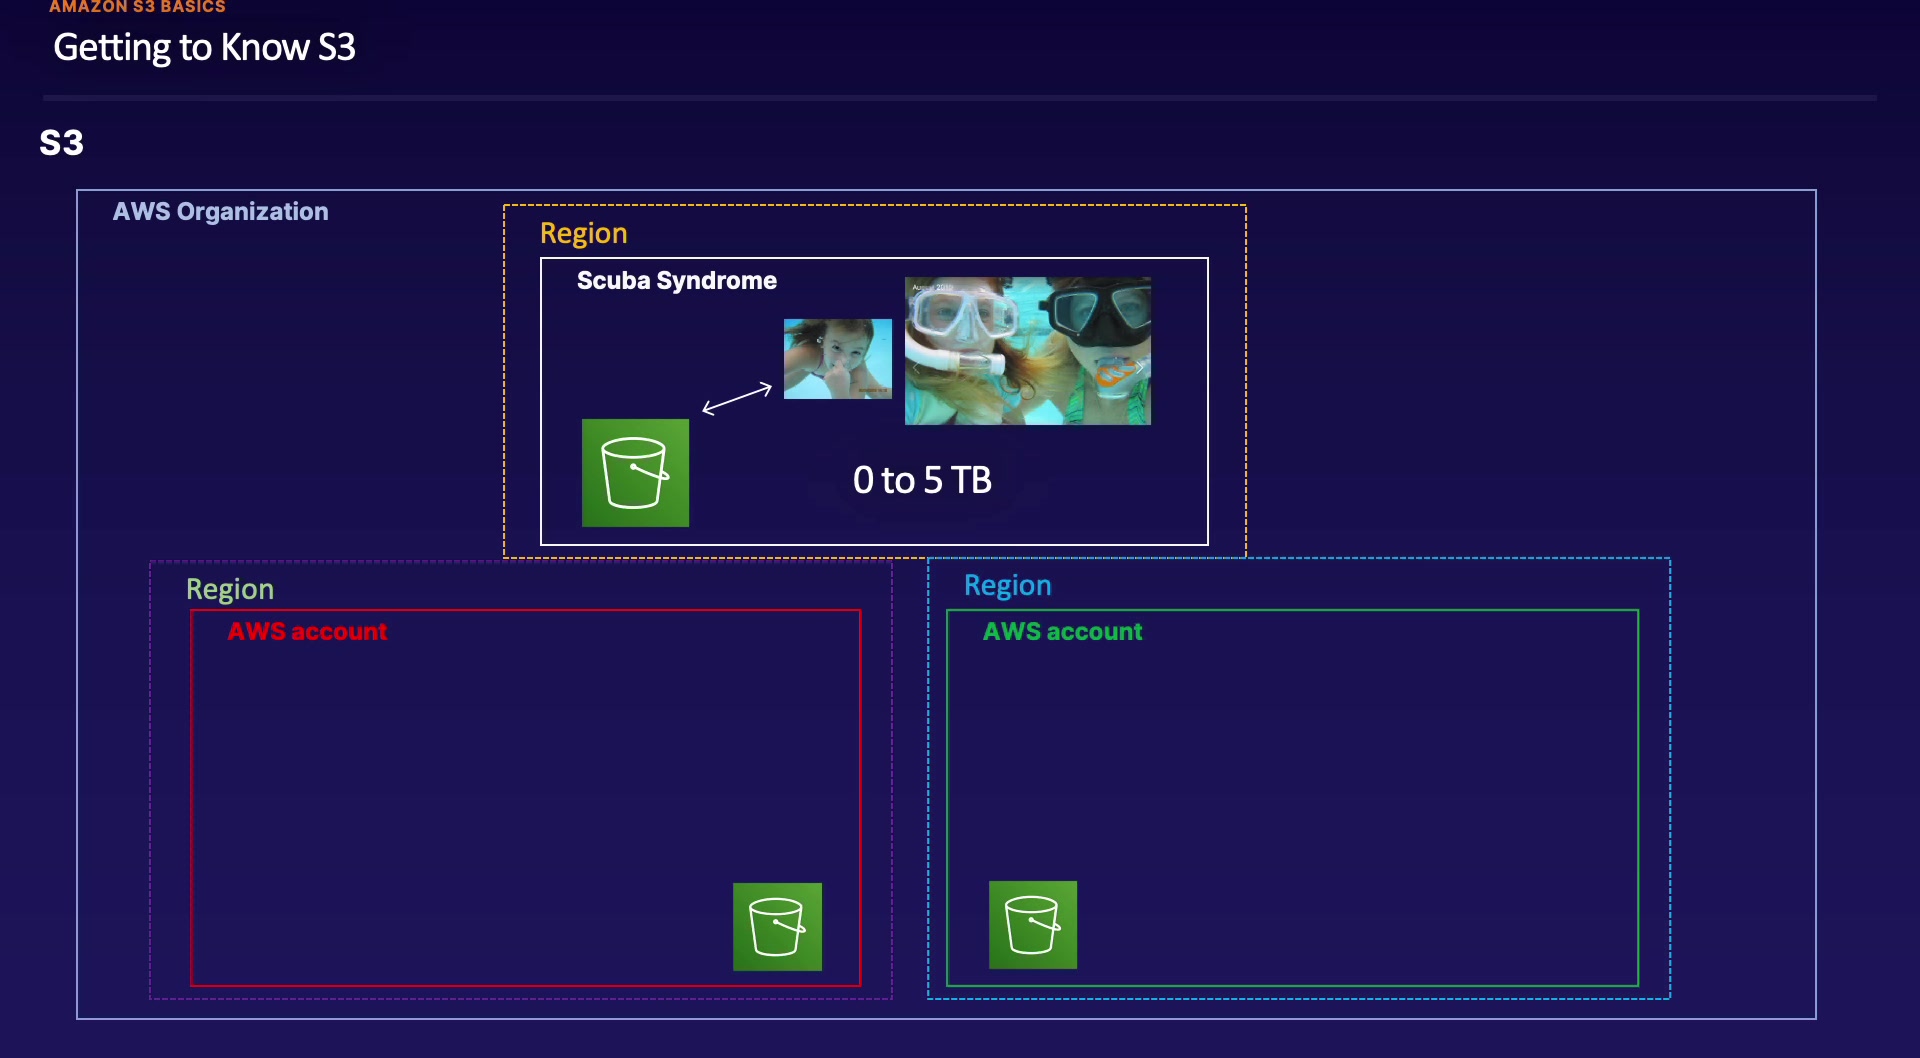 AMAZON S3 BASICS
Getting to Know S3
S3
AWS Organization
Region
Scuba Syndrome
0 to 5 TB
Region
AWS account
Region
AWS account